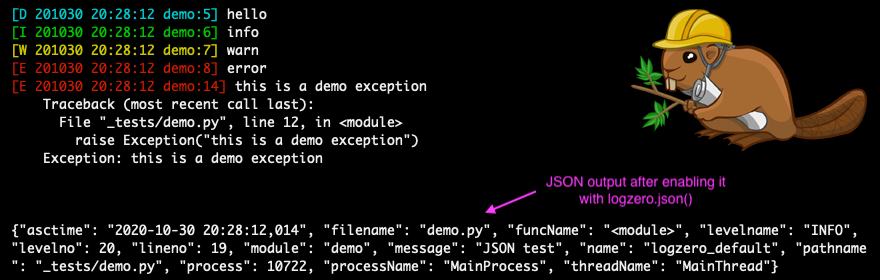 [D 201030 20:28:12 demo:5] hello
[I 201030 20:28:12 demo:6] info
[W 201030 20:28:12 demo:7] warn
[E 201030 20:28:12 demo:8] error
[E 201030 20:28:12 demo:14] this is a demo exception
    Traceback (most recent call last):
      File "_tests/demo.py", line 12, in <module>
        raise Exception("this is a demo exception")
    Exception: this is a demo exception
JSON output after enabling it
with logzero.json()
{"asctime": "2020-10-30 20:28:12,014", "filename": "demo.py", "funcName": "<module>", "levelname": "INFO",
"levelno": 20, "lineno": 19, "module": "demo", "message": "JSON test", "name": "logzero_default", "pathname
": "_tests/demo.py", "process": 10722, "processName": "MainProcess", "threadName": "MainThread"}